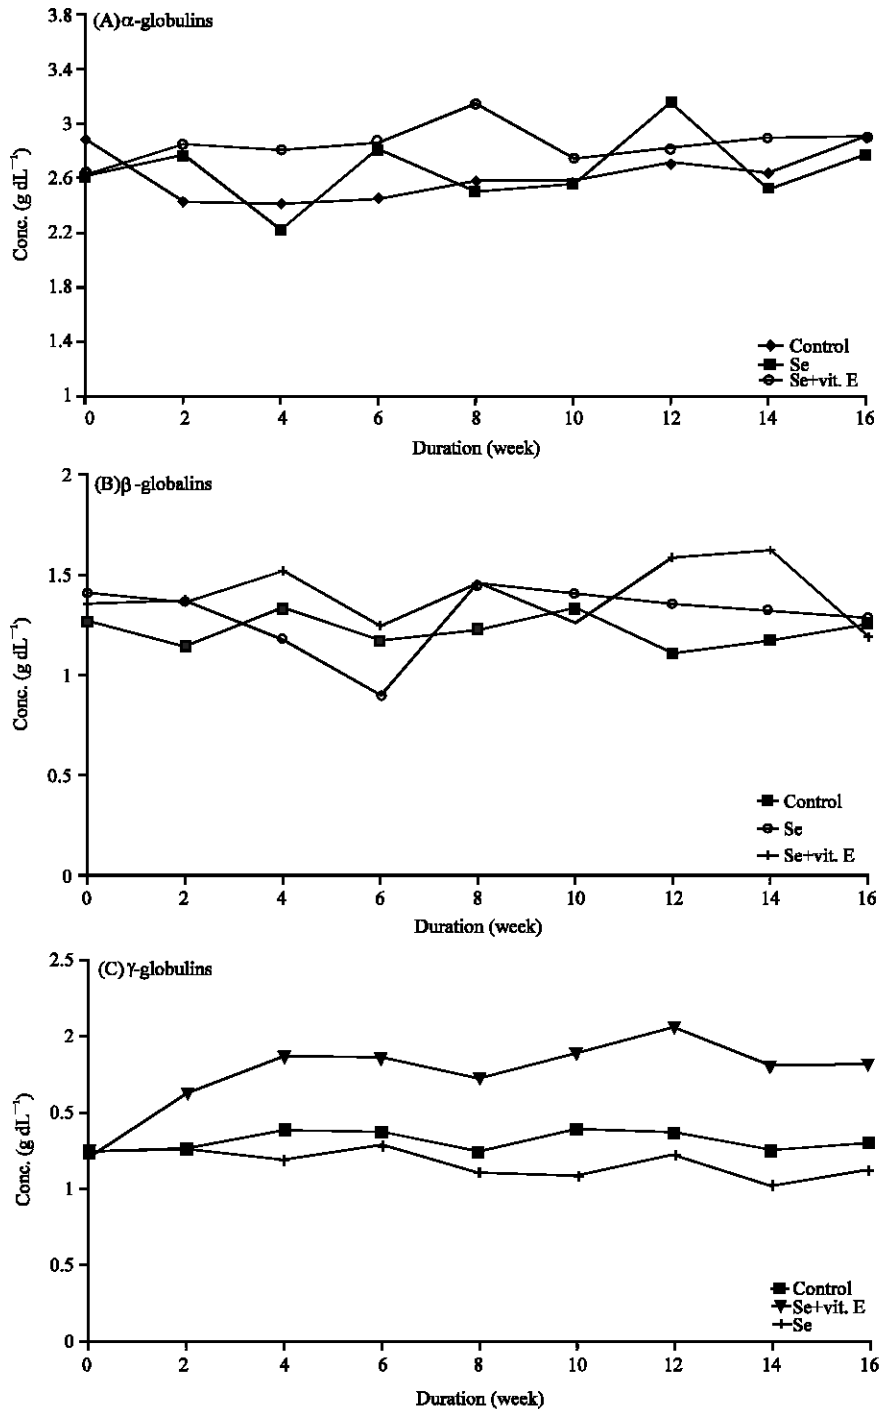 (A)α-globulins
3.8
3.4
3
2.6
2.2
1.8
1.4
1
Conc. (g dL⁻¹)
Control
Se
Se+vit. E
0 2 4 6 8 10 12 14 16
Duration (week)
(B)β -globalins
2
1.5
1
0.5
0
Conc. (g dL⁻¹)
Control
Se
Se+vit. E
0 2 4 6 8 10 12 14 16
Duration (week)
(C)γ-globulins
2.5
2
0.5
1
0.5
0
Conc. (g dL⁻¹)
Control
Se+vit. E
Se
0 2 4 6 8 10 12 14 16
Duration (week)